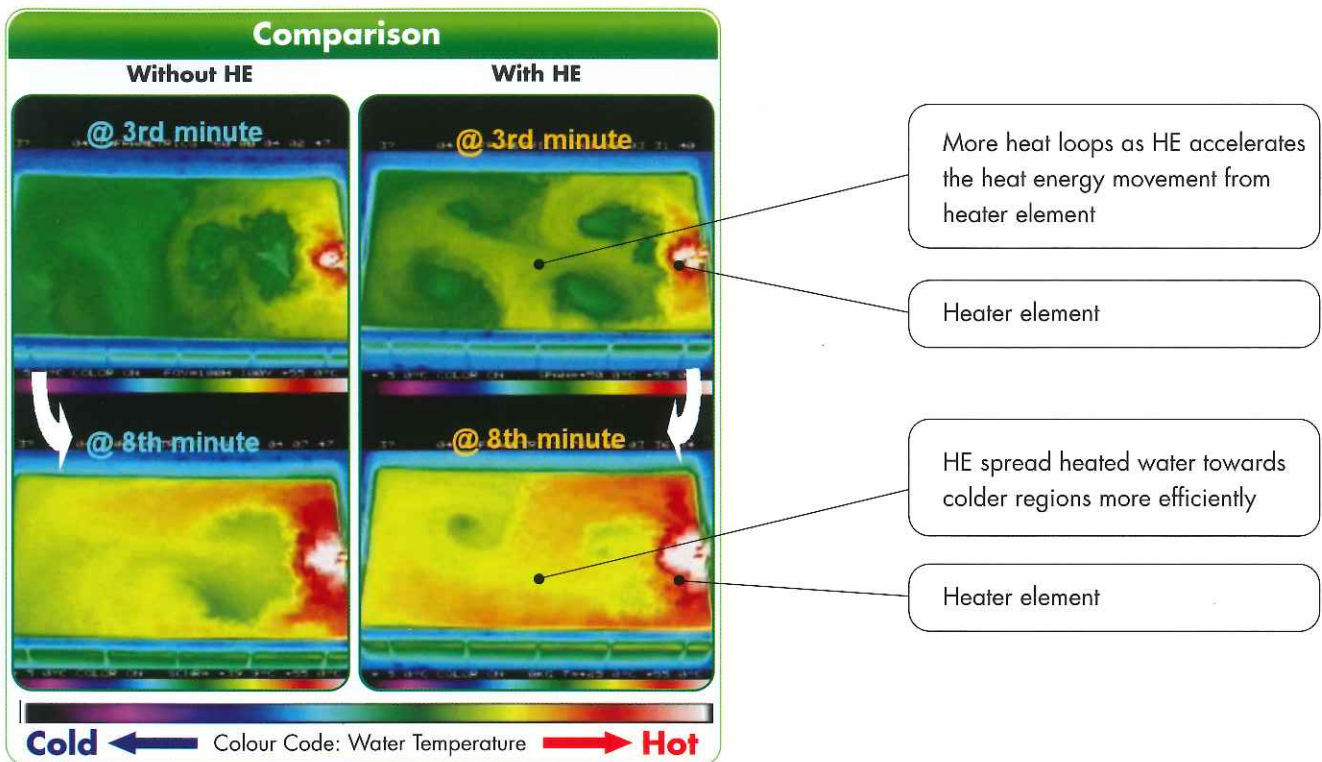 Comparison
Without HE
With HE
@ 3rd minute
@ 3rd minute
@ 8th minute
@ 8th minute
More heat loops as HE accelerates
the heat energy movement from
heater element
Heater element
HE spread heated water towards
colder regions more efficiently
Heater element
Cold
Colour Code: Water Temperature
Hot